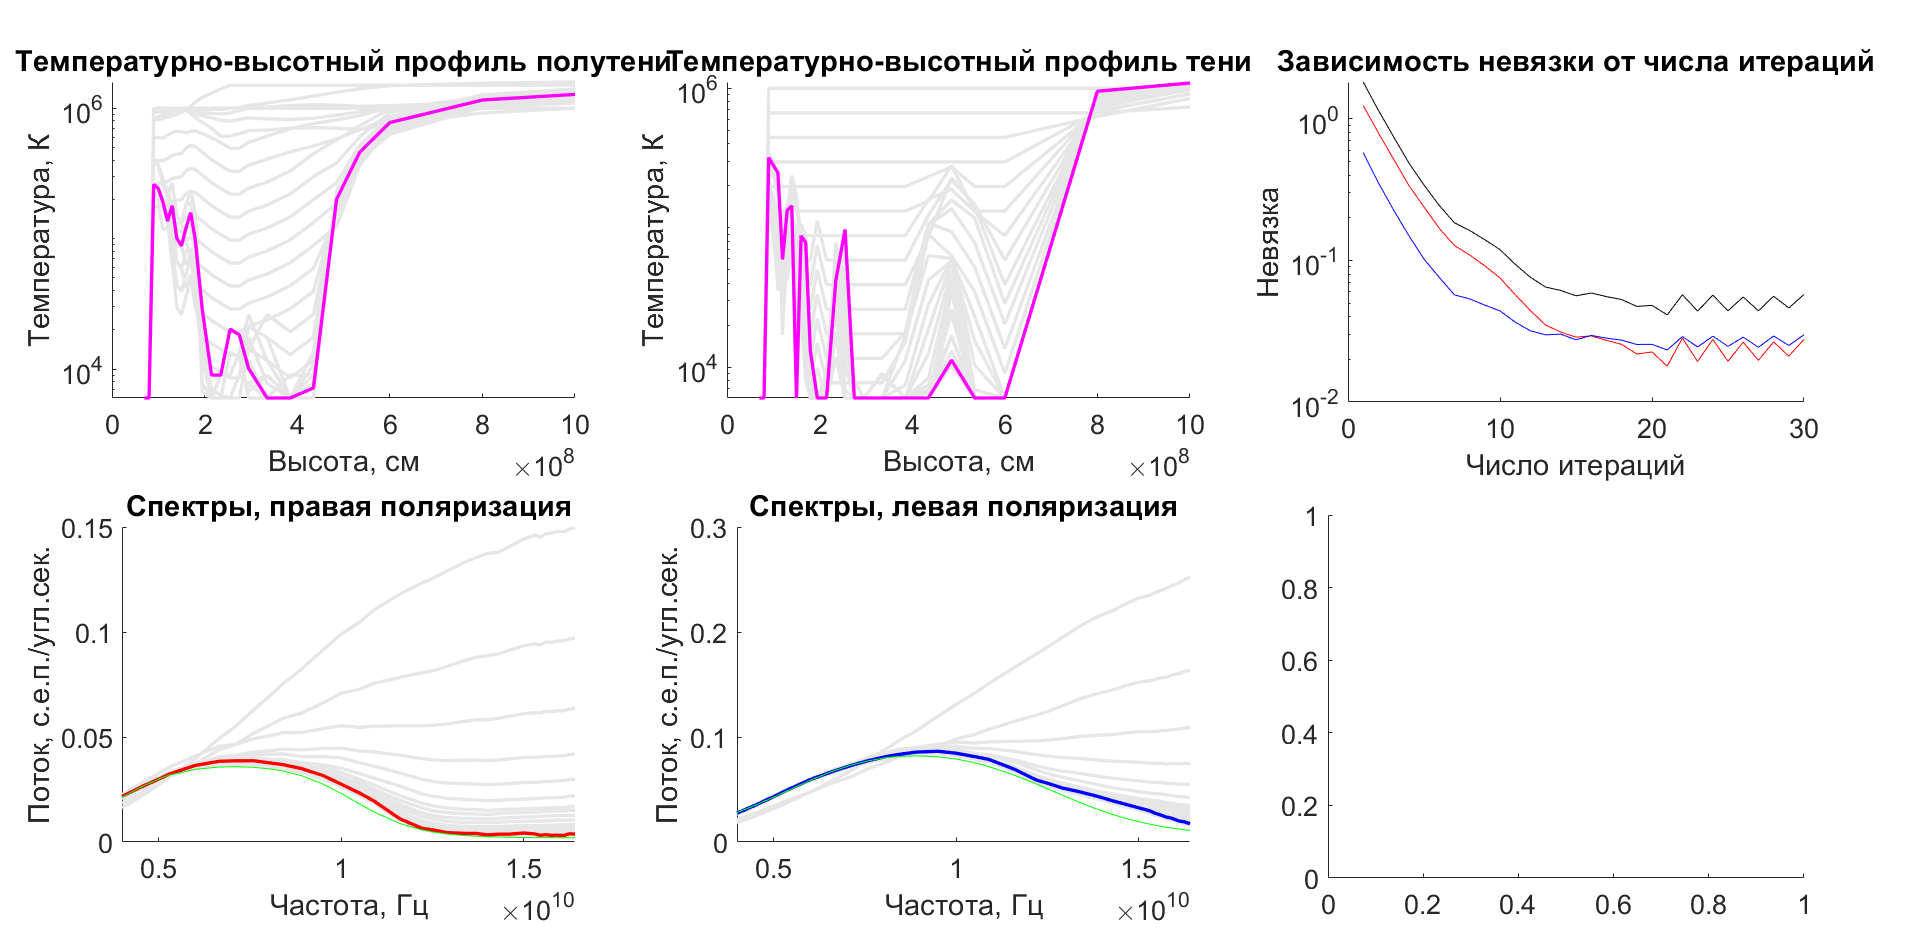 Температурно-высотный профиль полутени
Температура, К
10^6
10^4
0 2 4 6 8 10
Высота, см
×10^8
Температурно-высотный профиль тени
Температура, К
10^6
10^4
0 2 4 6 8 10
Высота, см
×10^8
Зависимость невязки от числа итераций
Невязка
10^0
10^-1
10^-2
0 10 20 30
Число итераций
Спектры, правая поляризация
Поток, с.е.п./угл.сек.
0.15
0.1
0.05
0
0.5 1 1.5
Частота, Гц
×10^10
Спектры, левая поляризация
Поток, с.е.п./угл.сек.
0.3
0.2
0.1
0
0.5 1 1.5
Частота, Гц
×10^10
1
0.8
0.6
0.4
0.2
0
0 0.2 0.4 0.6 0.8 1